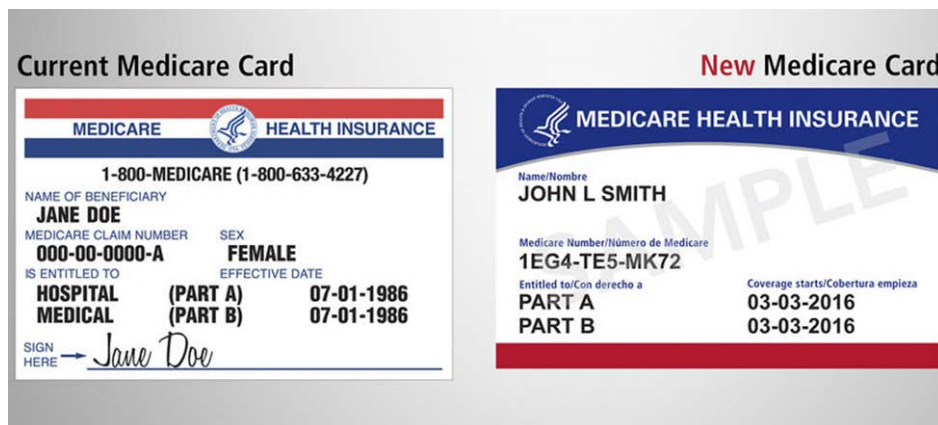 Current Medicare Card
MEDICARE HEALTH INSURANCE
1-800-MEDICARE (1-800-633-4227)
NAME OF BENEFICIARY
JANE DOE
MEDICARE CLAIM NUMBER SEX
000-00-0000-A FEMALE
IS ENTITLED TO EFFECTIVE DATE
HOSPITAL (PART A) 07-01-1986
MEDICAL (PART B) 07-01-1986
SIGN
HERE Jane Doe
New Medicare Card
MEDICARE HEALTH INSURANCE
Name/Nombre
JOHN L SMITH
SAMPLE
Medicare Number/Número de Medicare
1EG4-TE5-MK72
Entitled to/Con derecho a Coverage starts/Cobertura empieza
PART A 03-03-2016
PART B 03-03-2016